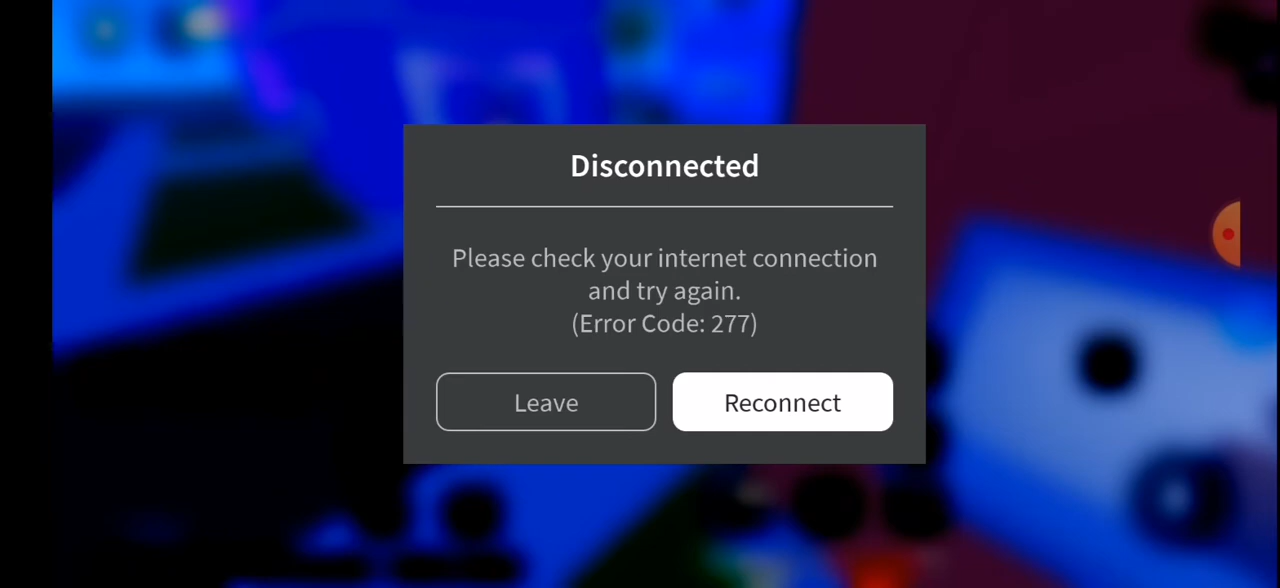 Disconnected
Please check your internet connection
and try again.
(Error Code: 277)
Leave
Reconnect